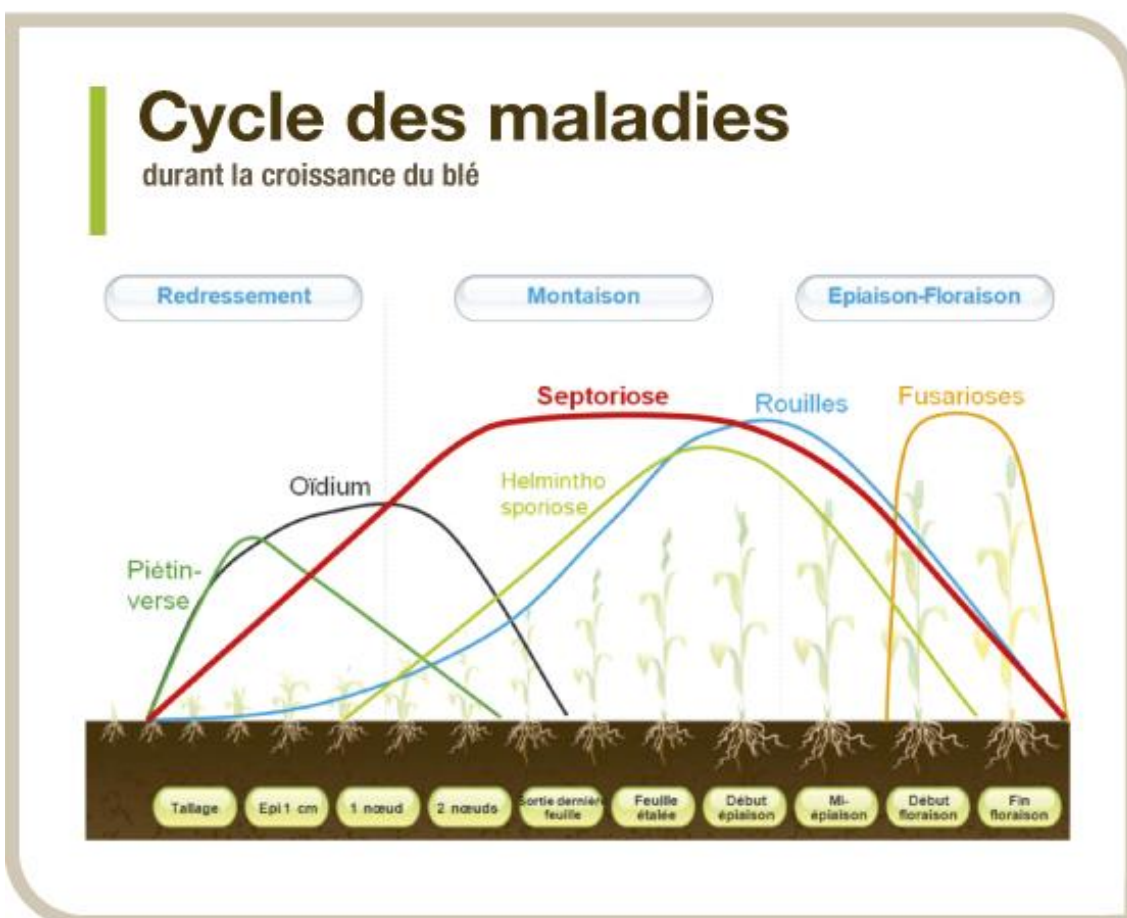 Cycle des maladies
durant la croissance du blé
Redressement
Montaison
Epiaison-Floraison
Septoriose
Rouilles
Fusarioses
Oïdium
Helmintho
sporiose
Piétin-
verse
Tallage
Epi 1 cm
1 nœud
2 nœuds
Sortie dernière
feuille
Feuille
étalée
Début
épiaison
Mi-
épiaison
Début
floraison
Fin
floraison